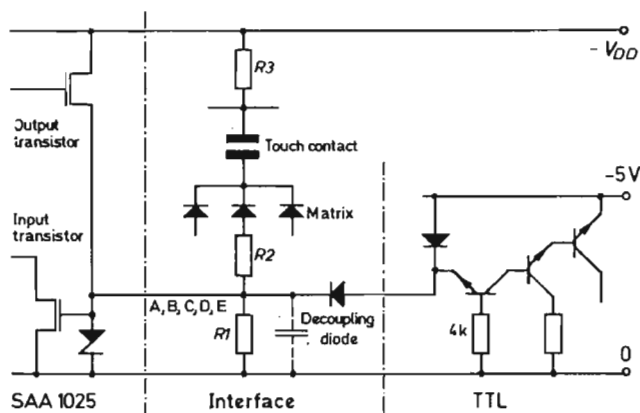 - V_DD
R3
Output
transistor
Touch contact
-5 V
Input
transistor
Matrix
R2
A, B, C, D, E
R1
Decoupling
diode
4k
0
SAA 1025
Interface
TTL